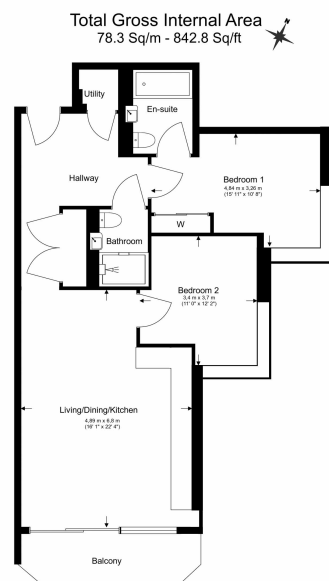 Total Gross Internal Area
78.3 Sq/m - 842.8 Sq/ft
N
Utility
En-suite
Hallway
Bedroom 1
4,84 m x 3,26 m
(15' 11" x 10' 8")
W
Bathroom
Bedroom 2
3,4 m x 3,7 m
(11' 0" x 12' 2")
Living/Dining/Kitchen
4,89 m x 6,8 m
(16' 1" x 22' 4")
Balcony